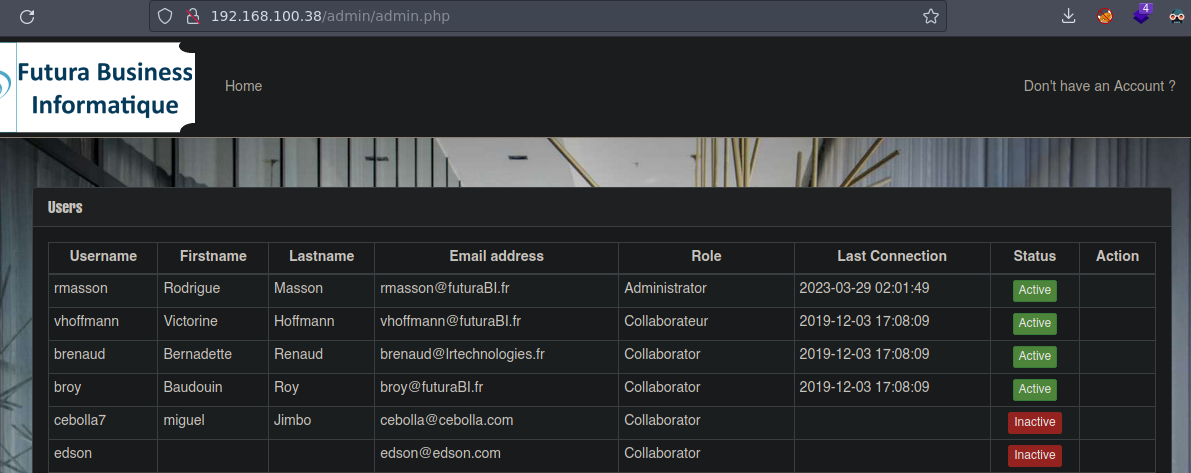 192.168.100.38/admin/admin.php
4
Futura Business
Informatique
Home
Don't have an Account ?
Users
Username Firstname Lastname Email address Role Last Connection Status Action
rmasson Rodrigue Masson rmasson@futuraBI.fr Administrator 2023-03-29 02:01:49 Active
vhoffmann Victorine Hoffmann vhoffmann@futuraBI.fr Collaborateur 2019-12-03 17:08:09 Active
brenaud Bernadette Renaud brenaud@lrtechnologies.fr Collaborator 2019-12-03 17:08:09 Active
broy Baudouin Roy broy@futuraBI.fr Collaborator 2019-12-03 17:08:09 Active
cebolla7 miguel Jimbo cebolla@cebolla.com Collaborator Inactive
edson edson@edson.com Collaborator Inactive